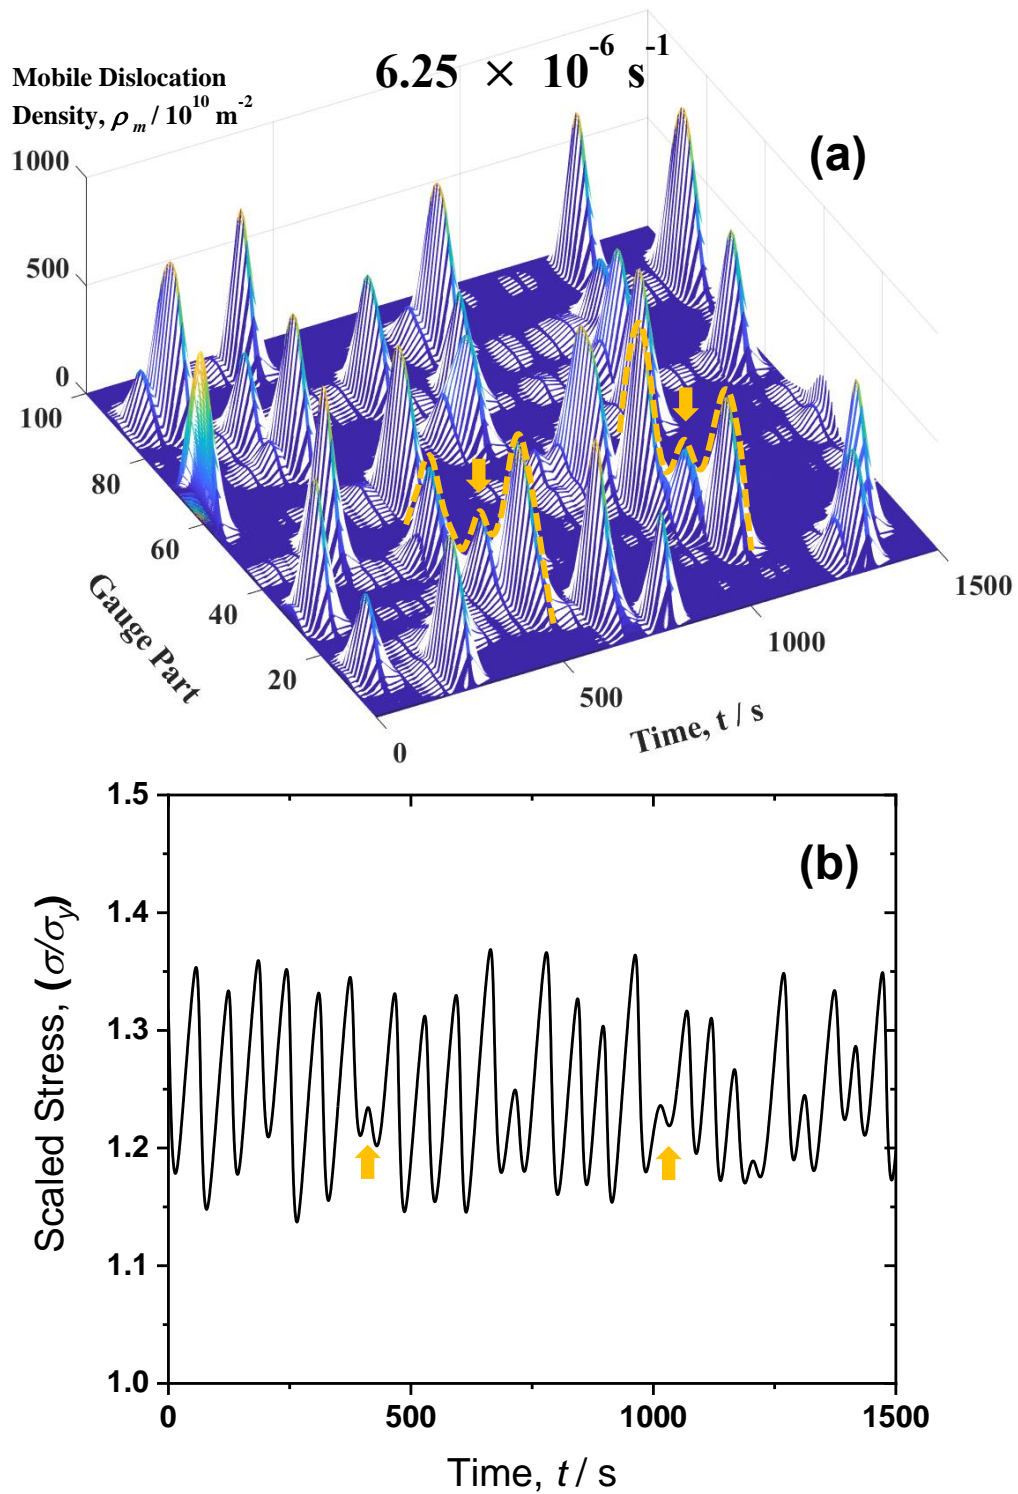 6.25 × 10⁻⁶ s⁻¹
Mobile Dislocation
Density, ρₘ / 10¹⁰ m⁻²
(a)
1000
500
0
100
80
60
40
20
Gauge Part
0
500
1000
1500
Time, t / s
(b)
1.5
1.4
1.3
1.2
1.1
1.0
Scaled Stress, (σ/σy)
0
500
1000
1500
Time, t / s